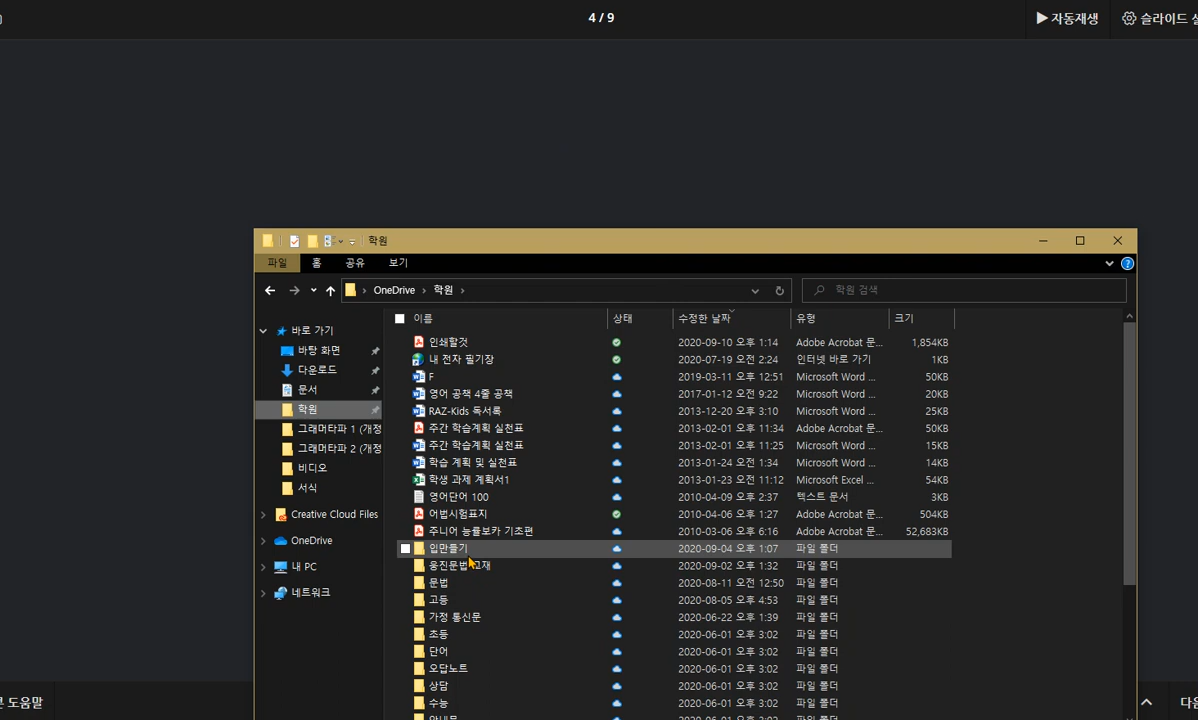 4 / 9
▶ 자동재생
슬라이드
학원
파일 홈 공유 보기
OneDrive › 학원 ›
학원 검색
이름 상태 수정한 날짜 유형 크기
바로 가기
바탕 화면
다운로드
문서
학원
그래머타파 1 (개정
그래머타파 2 (개정
비디오
서식
Creative Cloud Files
OneDrive
내 PC
네트워크
인쇄할것 2020-09-10 오후 1:14 Adobe Acrobat 문... 1,854KB
내 전자 필기장 2020-07-19 오전 2:24 인터넷 바로 가기 1KB
F 2019-03-11 오후 12:51 Microsoft Word ... 50KB
영어 공책 4줄 공책 2017-01-12 오전 9:22 Microsoft Word ... 20KB
RAZ-Kids 독서록 2013-12-20 오후 3:10 Microsoft Word ... 25KB
주간 학습계획 실천표 2013-02-01 오후 11:34 Adobe Acrobat 문... 50KB
주간 학습계획 실천표 2013-02-01 오후 11:25 Microsoft Word ... 15KB
학습 계획 및 실천표 2013-01-24 오전 1:34 Microsoft Word ... 14KB
학생 과제 계획서1 2013-01-23 오전 11:12 Microsoft Excel ... 54KB
영어단어 100 2010-04-09 오후 2:37 텍스트 문서 3KB
어법시험표지 2010-04-06 오후 1:27 Adobe Acrobat 문... 504KB
주니어 능률보카 기초편 2010-03-06 오후 6:16 Adobe Acrobat 문... 52,683KB
입만들기 2020-09-04 오후 1:07 파일 폴더
웅진문법 교재 2020-09-02 오후 1:32 파일 폴더
문법 2020-08-11 오전 12:50 파일 폴더
고등 2020-08-05 오후 4:53 파일 폴더
가정 통신문 2020-06-22 오후 1:39 파일 폴더
초등 2020-06-01 오후 3:02 파일 폴더
단어 2020-06-01 오후 3:02 파일 폴더
오답노트 2020-06-01 오후 3:02 파일 폴더
상담 2020-06-01 오후 3:02 파일 폴더
수능 2020-06-01 오후 3:02 파일 폴더
안내문 2020-06-01 오후 3:02 파일 폴더
도움말
다음